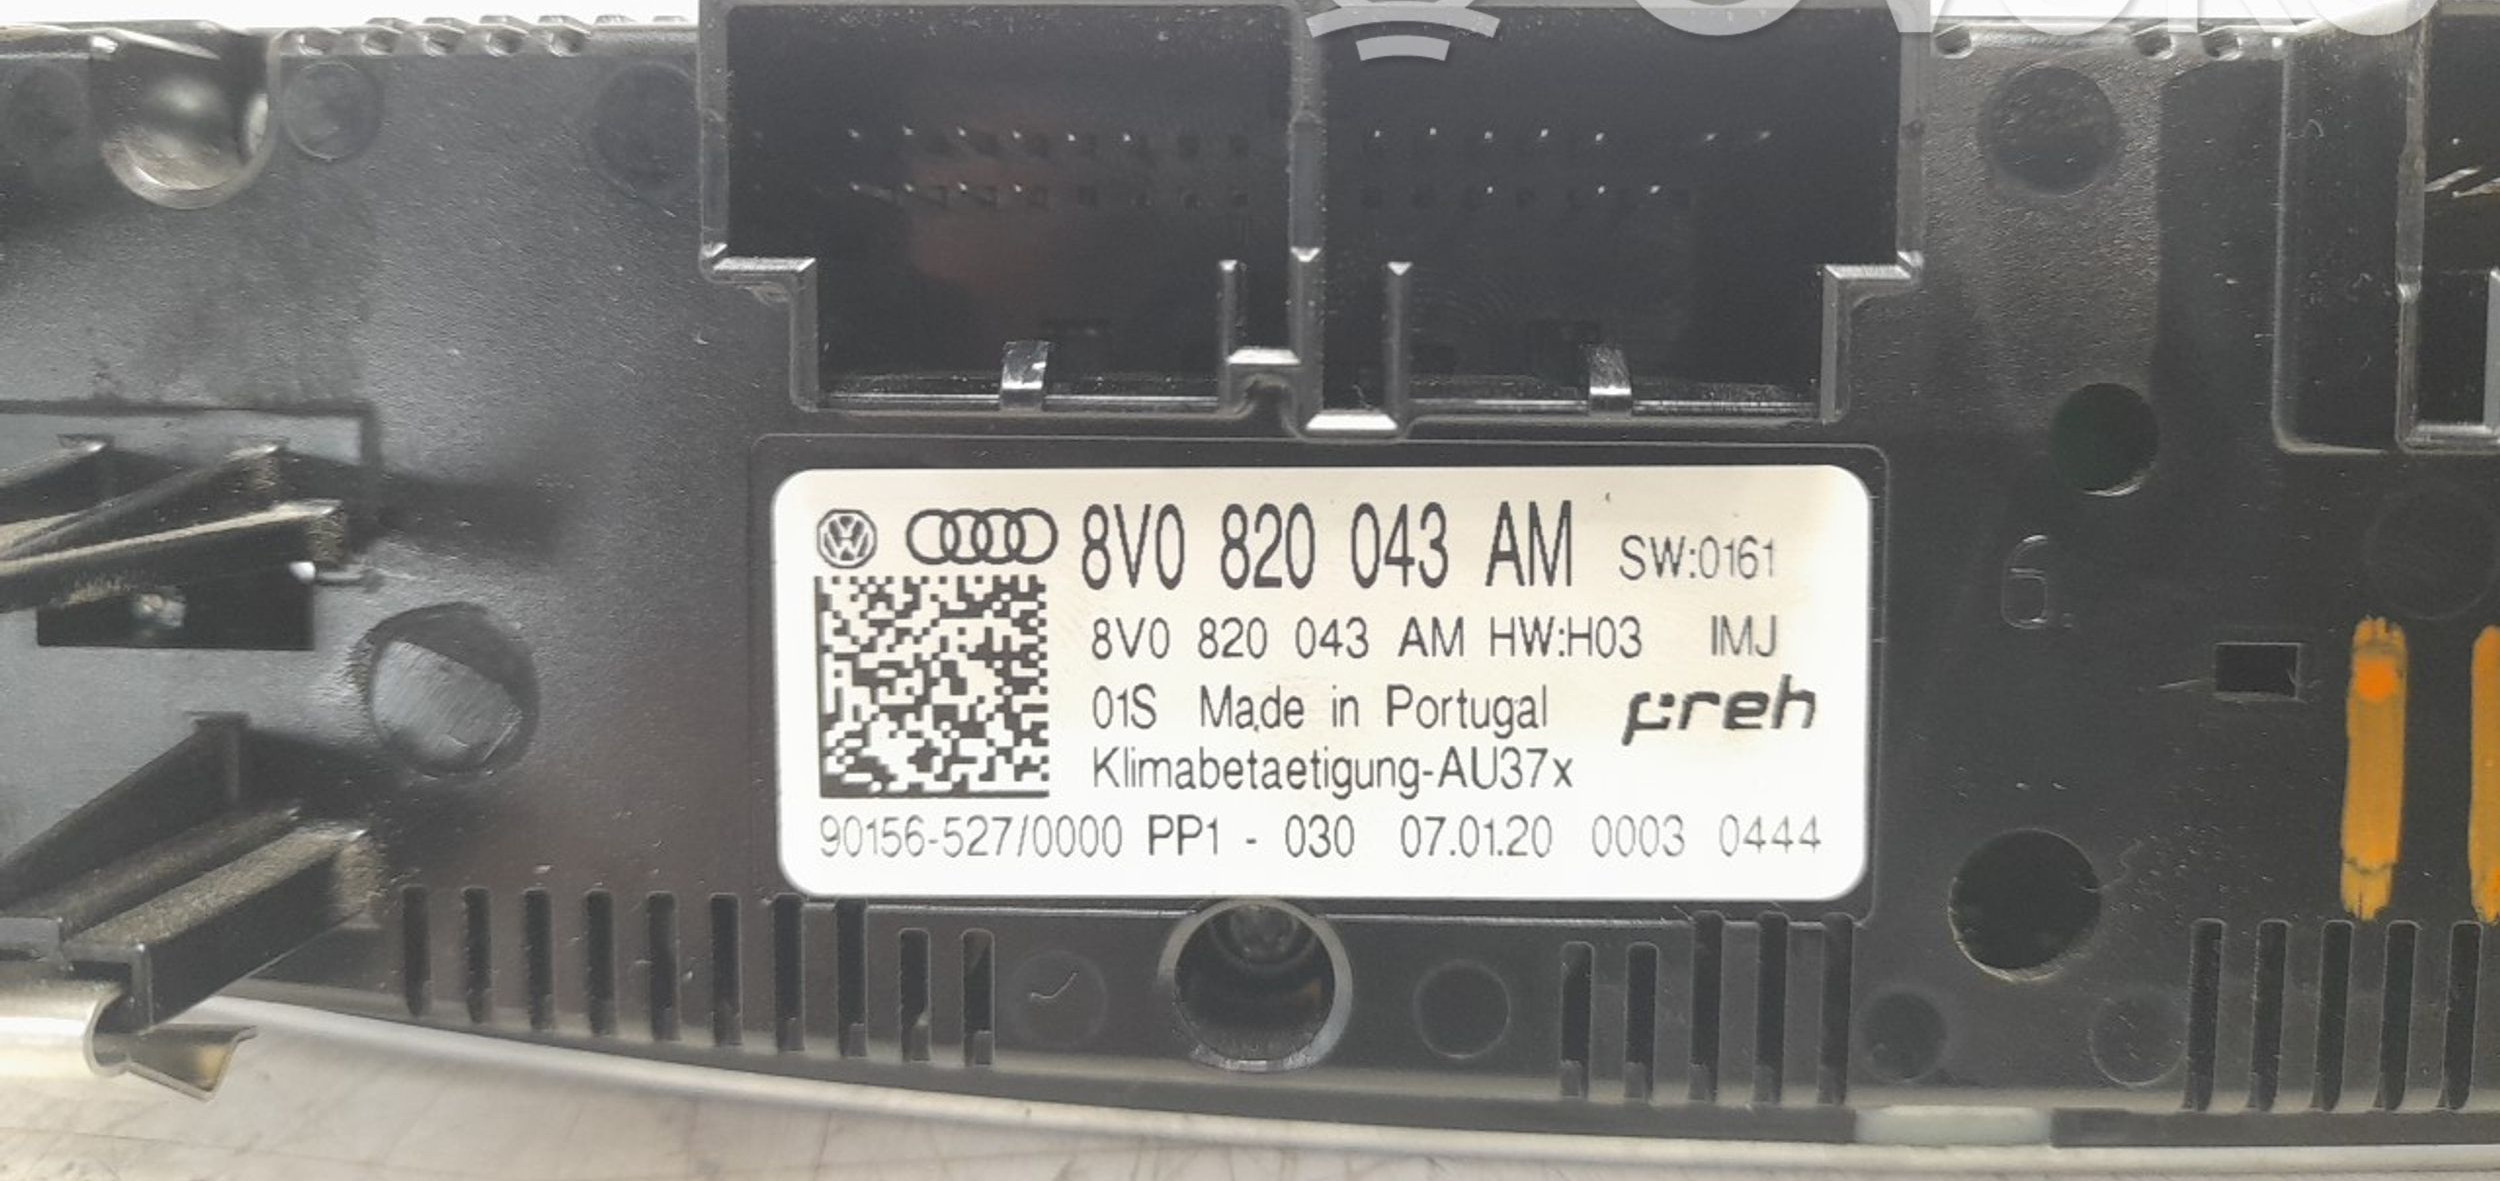 8V0 820 043 AM SW:0161
8V0 820 043 AM HW:H03 IMJ
01S Made in Portugal preh
Klimabetaetigung-AU37x
90156-527/0000 PP1 - 030 07.01.20 0003 0444
6.